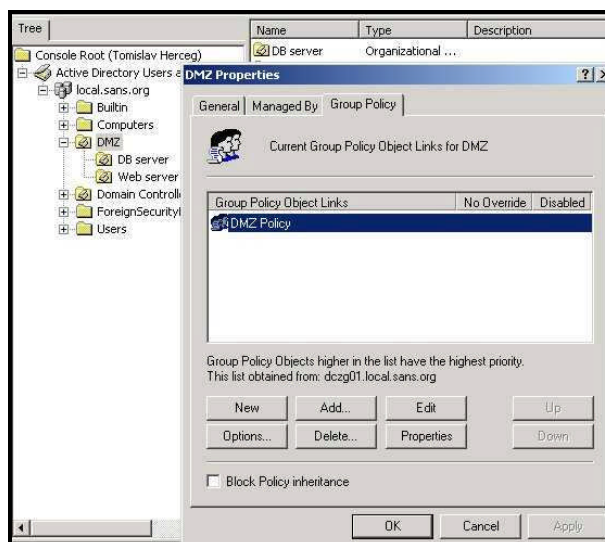 Tree
Name Type Description
Console Root (Tomislav Herceg)
DB server Organizational ...
Active Directory Users a
DMZ Properties
local.sans.org
Builtin
Computers
DMZ
DB server
Web server
Domain Controlle
ForeignSecurityI
Users
General Managed By Group Policy
Current Group Policy Object Links for DMZ
Group Policy Object Links No Override Disabled
DMZ Policy
Group Policy Objects higher in the list have the highest priority.
This list obtained from: dczg01.local.sans.org
New Add... Edit Up
Options... Delete... Properties Down
Block Policy inheritance
OK Cancel Apply